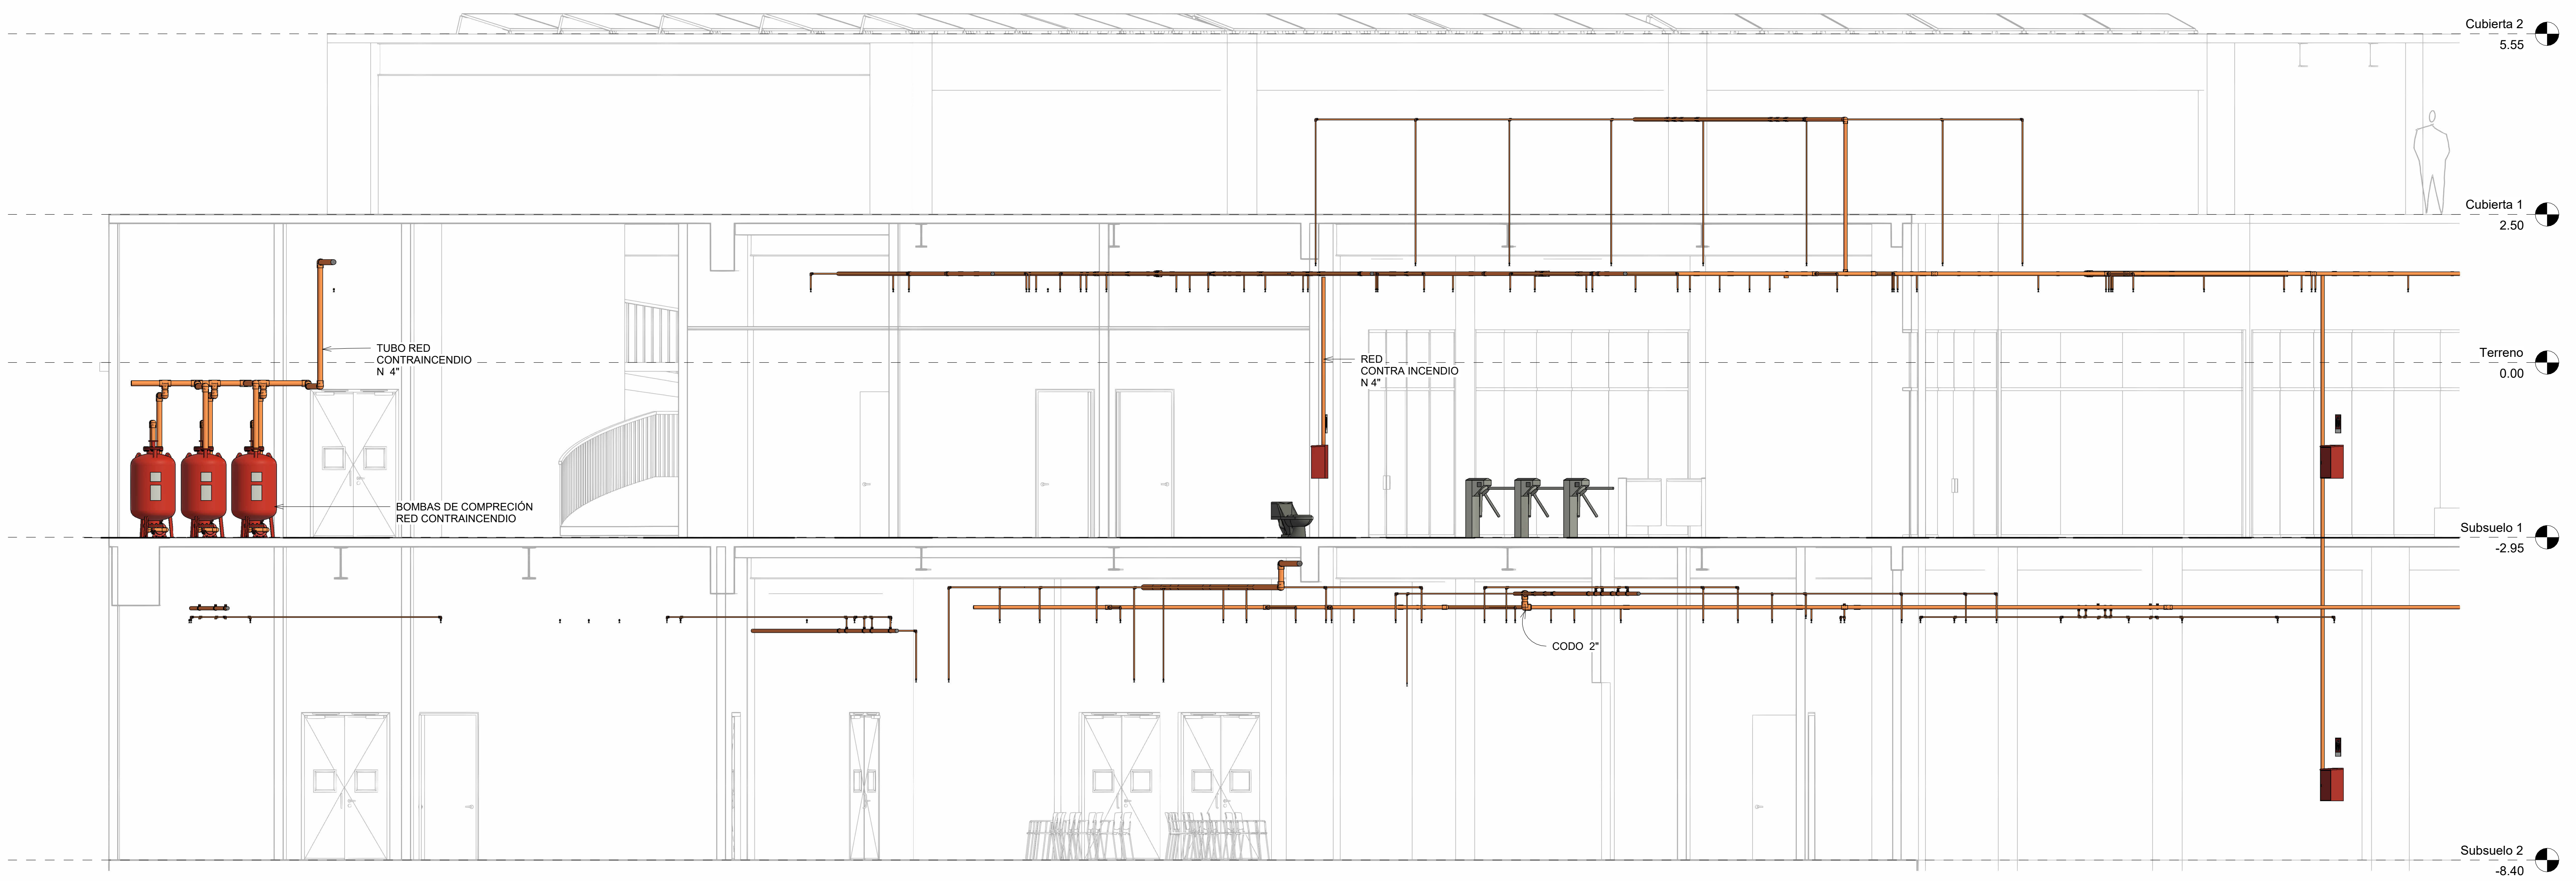 Cubierta 2
5.55
Cubierta 1
2.50
TUBO RED
CONTRAINCENDIO
N  4"
RED
CONTRA INCENDIO
N 4"
Terreno
0.00
BOMBAS DE COMPRECIÓN
RED CONTRAINCENDIO
Subsuelo 1
-2.95
CODO  2"
Subsuelo 2
-8.40